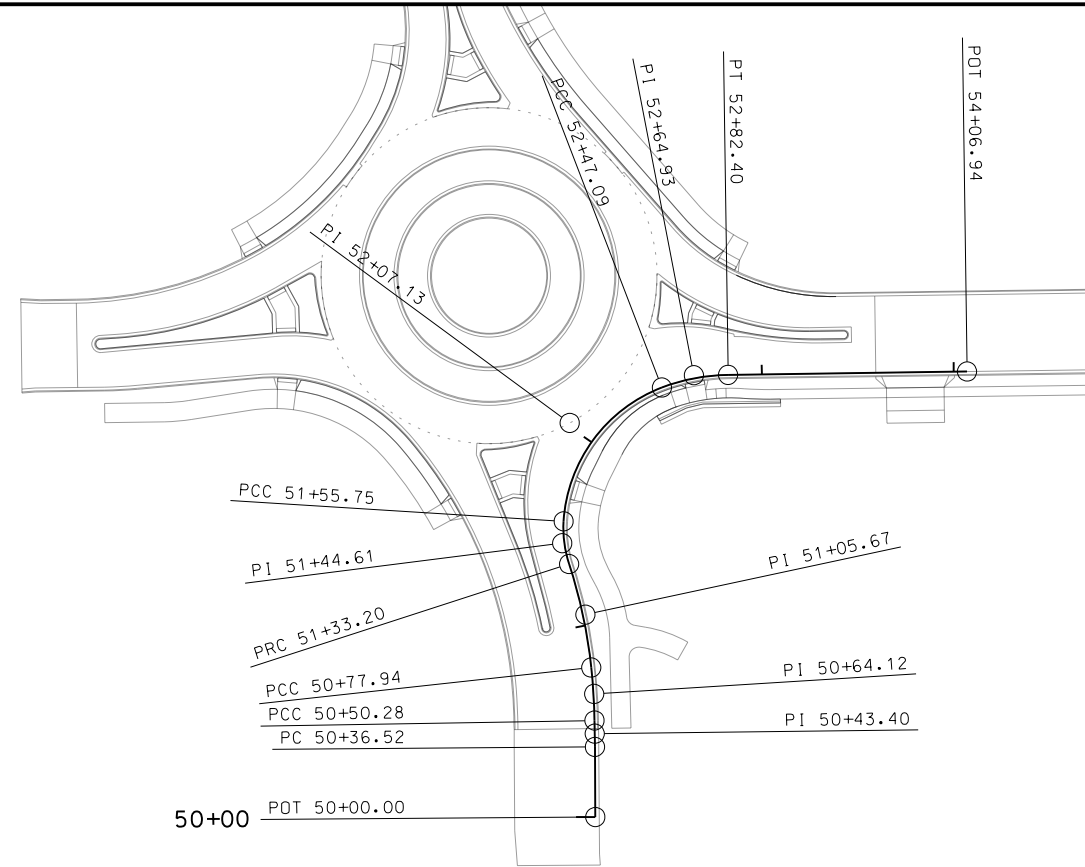 POT 54+06.94
PT 52+82.40
PI 52+64.93
PCC 52+47.09
PI 52+07.13
PCC 51+55.75
PI 51+44.61
PI 51+05.67
PRC 51+33.20
PCC 50+77.94
PI 50+64.12
PCC 50+50.28
PI 50+43.40
PC 50+36.52
50+00
POT 50+00.00